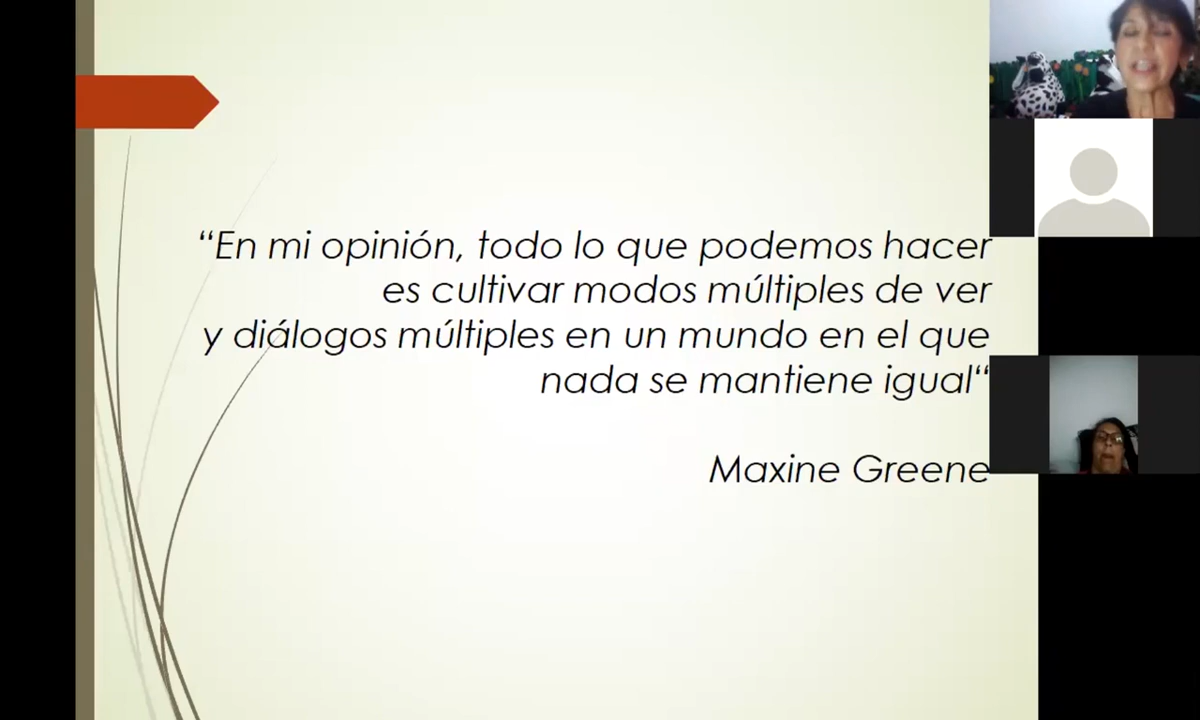 “En mi opinión, todo lo que podemos hacer
es cultivar modos múltiples de ver
y diálogos múltiples en un mundo en el que
nada se mantiene igual“
Maxine Greene